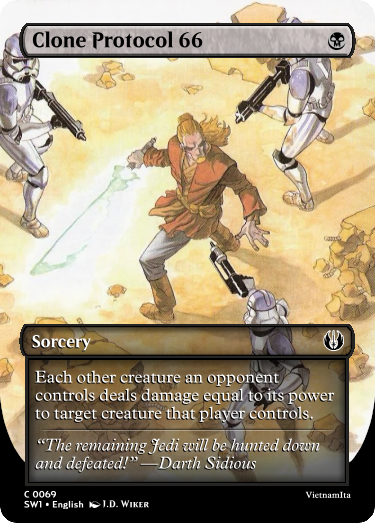 Clone Protocol 66
Sorcery
Each other creature an opponent
controls deals damage equal to its power
to target creature that player controls.
“The remaining Jedi will be hunted down
and defeated!” —Darth Sidious
C 0069
SW1 • English J.D. Wiker
VietnamIta